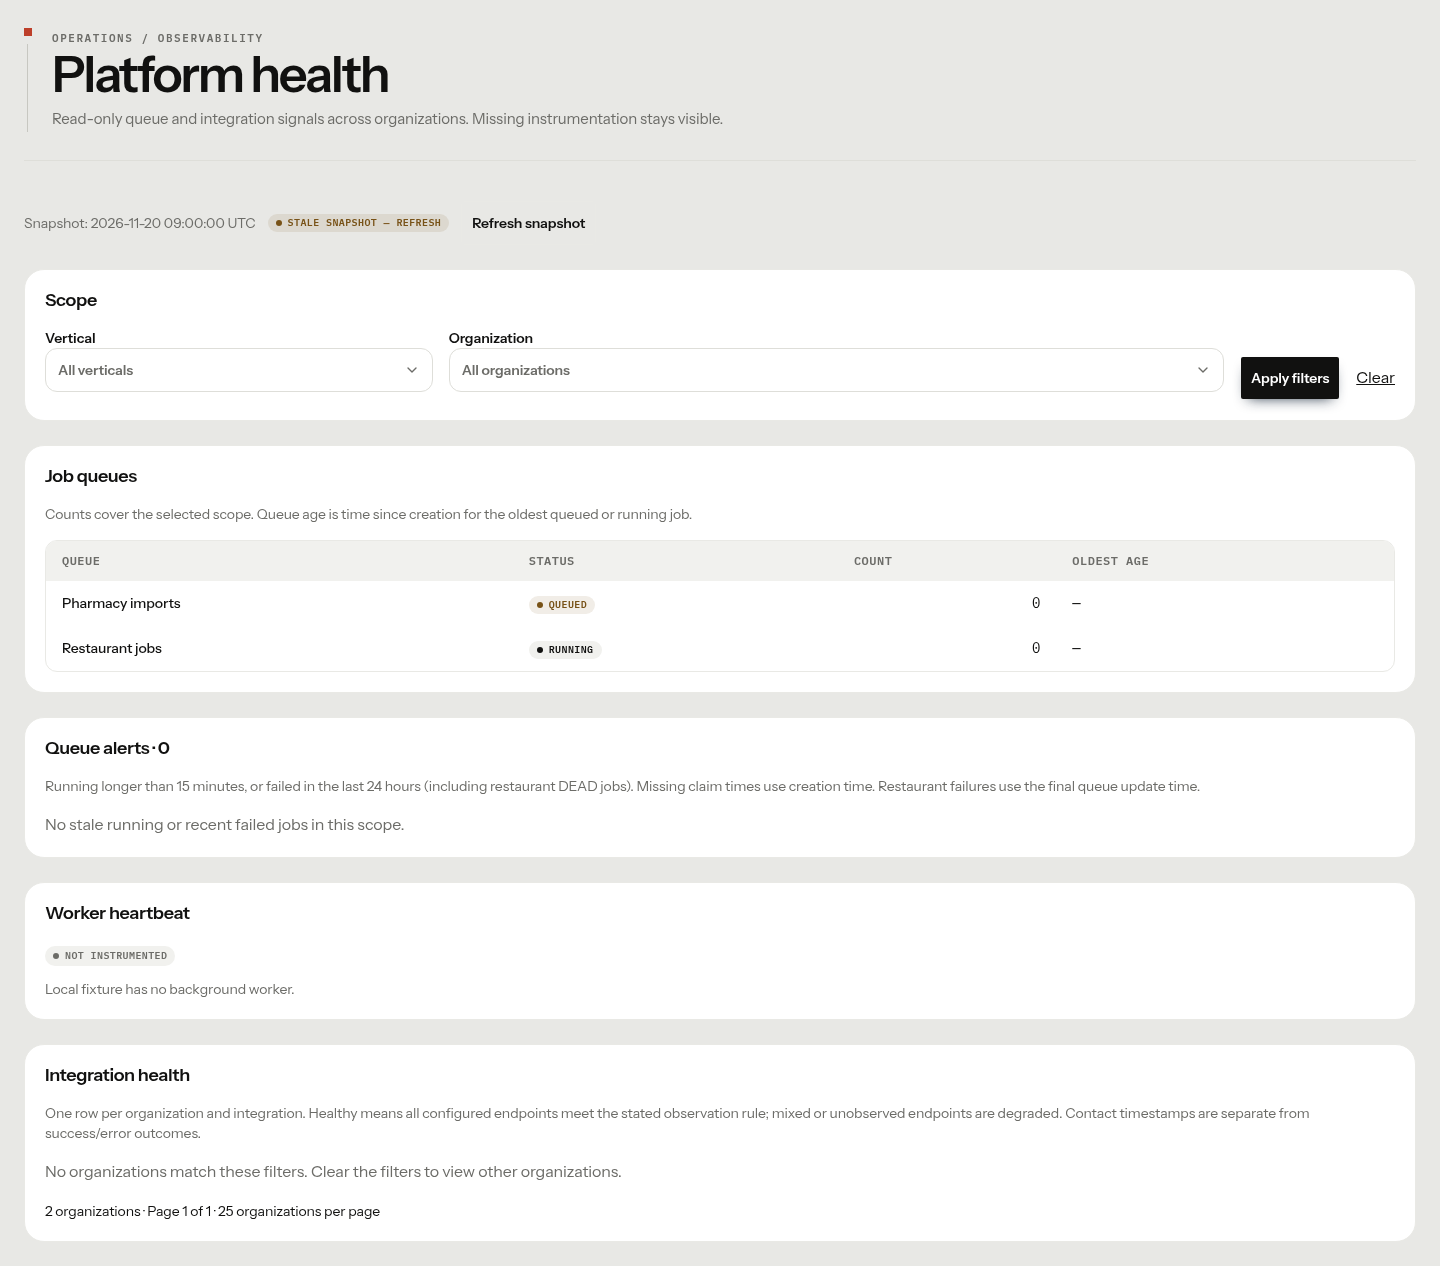 OPERATIONS / OBSERVABILITY
Platform health
Read-only queue and integration signals across organizations. Missing instrumentation stays visible.
Snapshot: 2026-11-20 09:00:00 UTC STALE SNAPSHOT — REFRESH Refresh snapshot
Scope
Vertical Organization
All verticals All organizations Apply filters Clear
Job queues
Counts cover the selected scope. Queue age is time since creation for the oldest queued or running job.
QUEUE STATUS COUNT OLDEST AGE
Pharmacy imports QUEUED 0 —
Restaurant jobs RUNNING 0 —
Queue alerts · 0
Running longer than 15 minutes, or failed in the last 24 hours (including restaurant DEAD jobs). Missing claim times use creation time. Restaurant failures use the final queue update time.
No stale running or recent failed jobs in this scope.
Worker heartbeat
NOT INSTRUMENTED
Local fixture has no background worker.
Integration health
One row per organization and integration. Healthy means all configured endpoints meet the stated observation rule; mixed or unobserved endpoints are degraded. Contact timestamps are separate from
success/error outcomes.
No organizations match these filters. Clear the filters to view other organizations.
2 organizations · Page 1 of 1 · 25 organizations per page